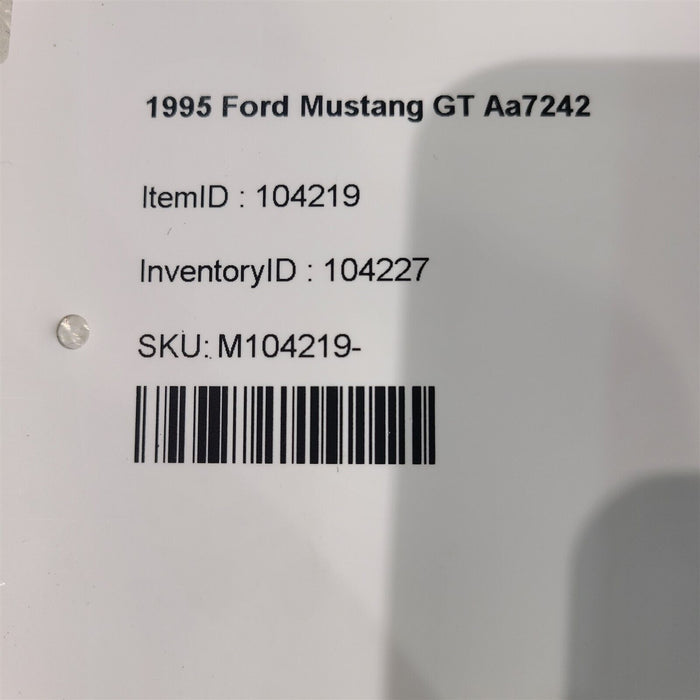 1995 Ford Mustang GT Aa7242
ItemID : 104219
InventoryID : 104227
SKU: M104219-